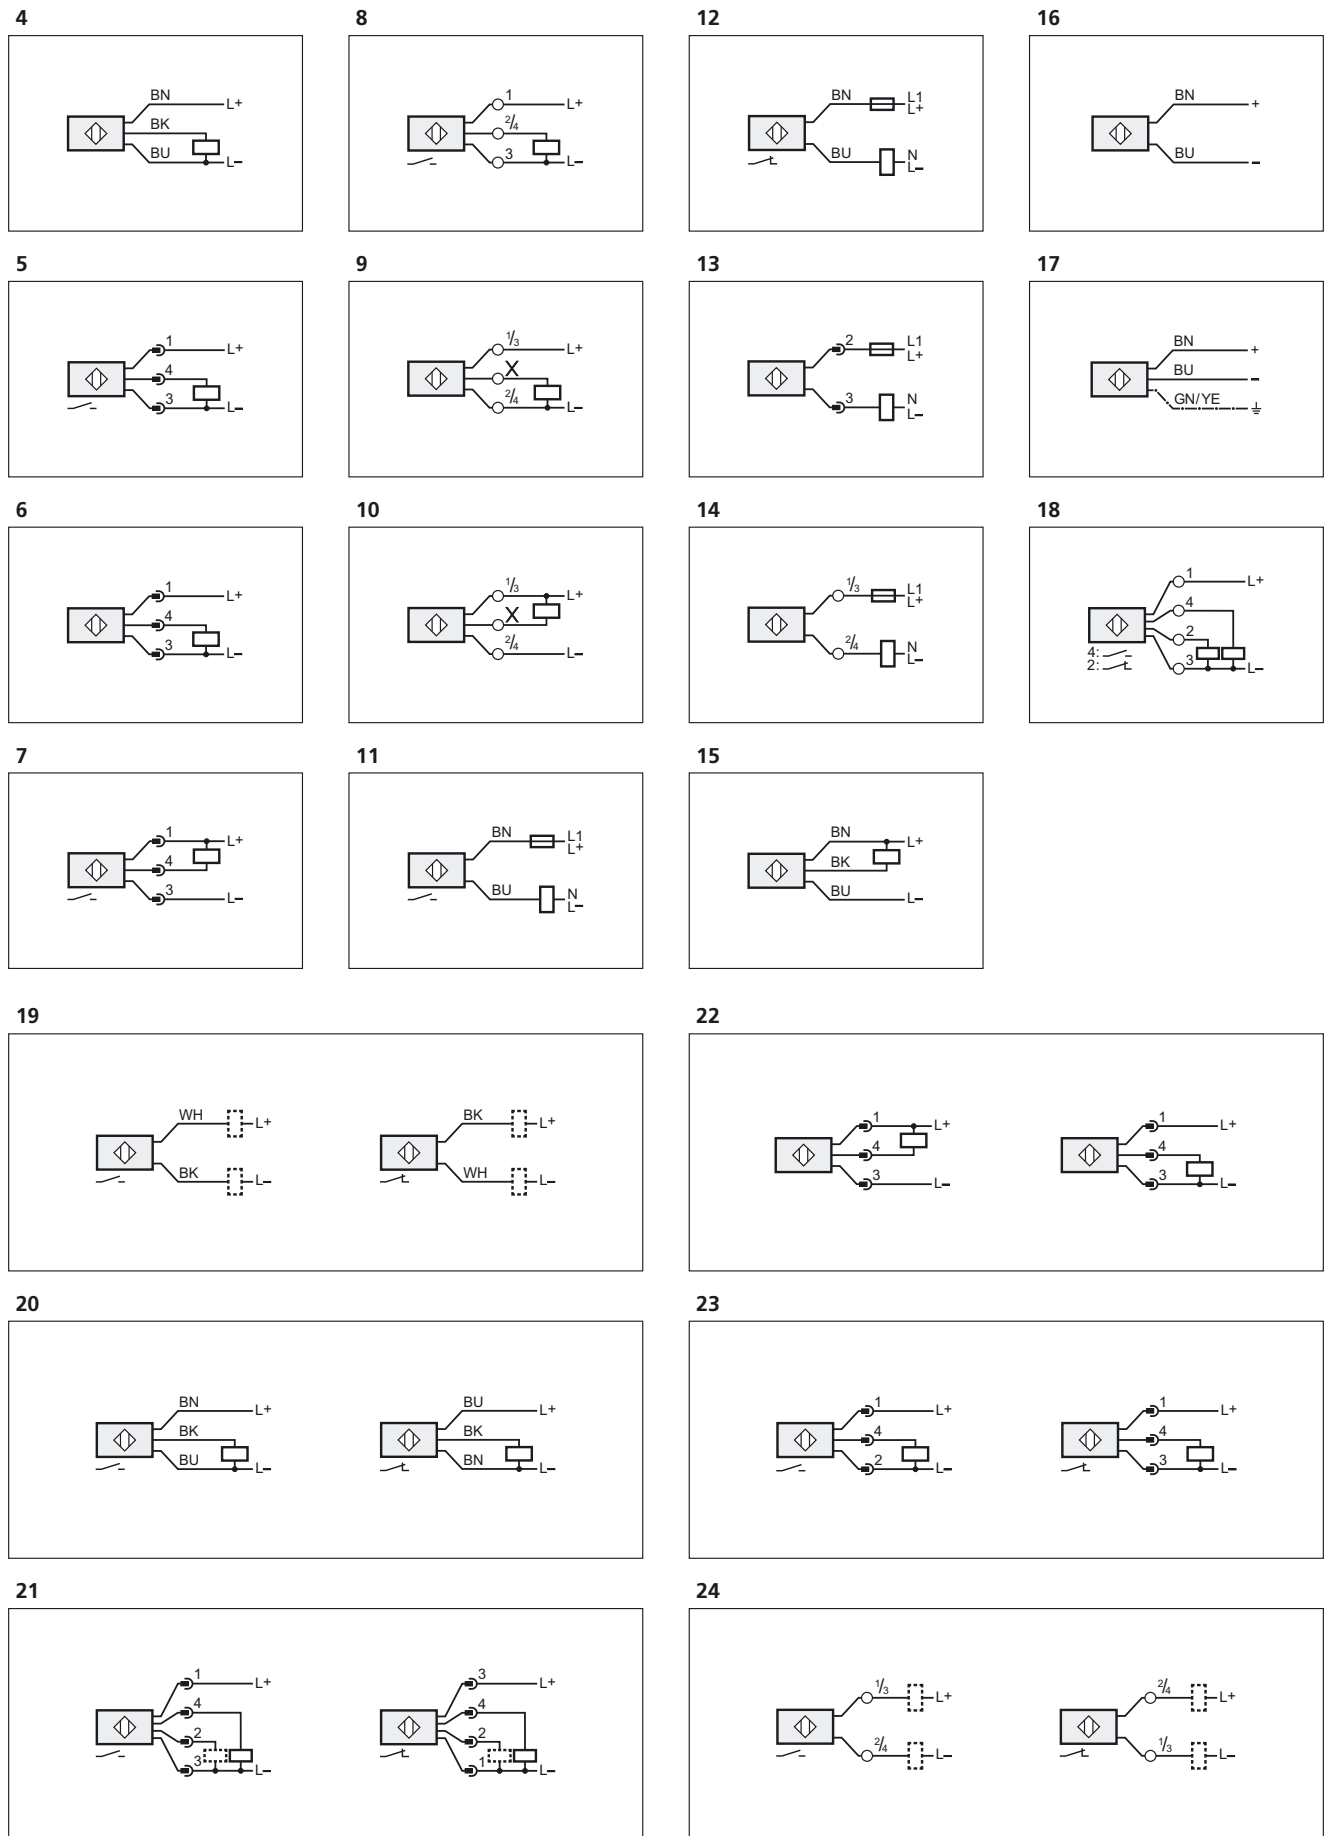 4
BN
L+
BK
BU
L–
8
1
L+
2/4
3
L–
12
BN
L1
L+
BU
N
L–
16
BN
+
BU
–
5
1
L+
4
3
L–
9
1/3
L+
X
2/4
L–
13
2
L1
L+
3
N
L–
17
BN
+
BU
–
GN/YE
6
1
L+
4
3
L–
10
1/3
L+
X
2/4
L–
14
1/3
L1
L+
2/4
N
L–
18
1
L+
4
2
4:
2:
3
L–
7
1
L+
4
3
L–
11
BN
L1
L+
BU
N
L–
15
BN
L+
BK
BU
L–
19
WH
L+
BK
L–
BK
L+
WH
L–
22
1
L+
4
3
L–
1
L+
4
3
L–
20
BN
L+
BK
BU
L–
BU
L+
BK
BN
L–
23
1
L+
4
2
L–
1
L+
4
3
L–
21
1
L+
4
2
3
L–
3
L+
4
2
1
L–
24
1/3
L+
2/4
L–
2/4
L+
1/3
L–